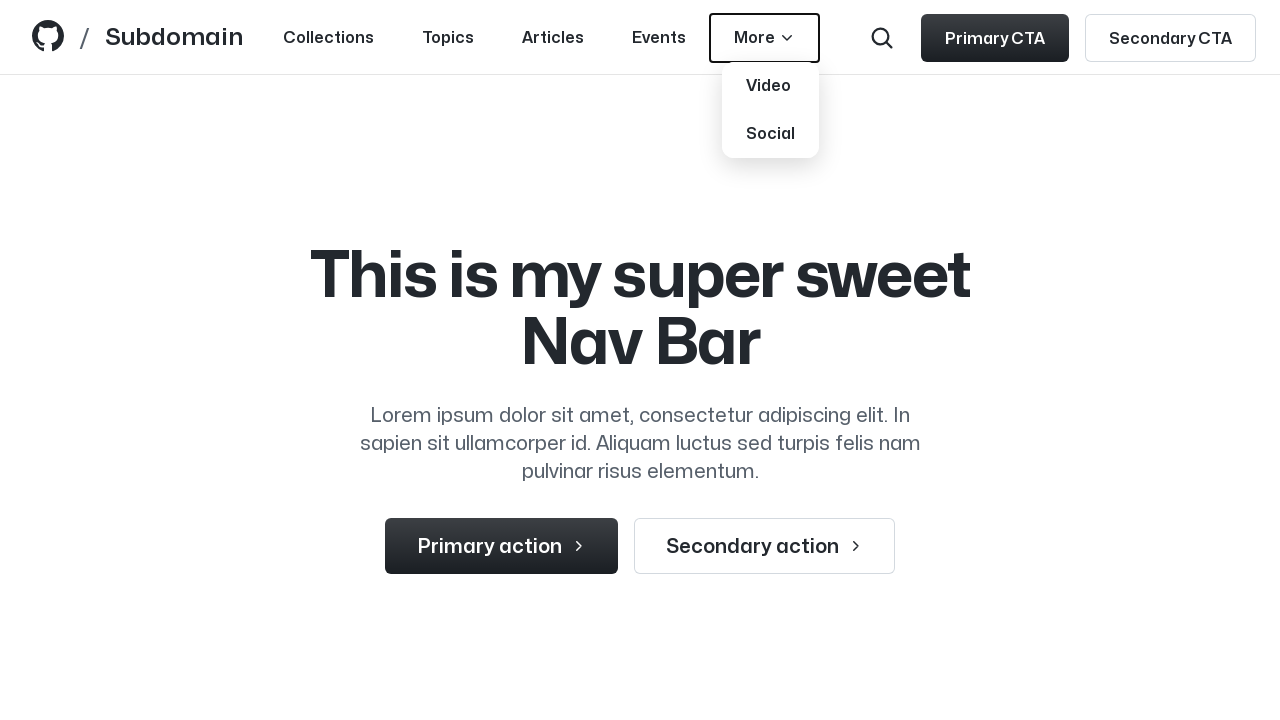 / Subdomain Collections Topics Articles Events More Primary CTA Secondary CTA
Video
Social
This is my super sweet
Nav Bar
Lorem ipsum dolor sit amet, consectetur adipiscing elit. In
sapien sit ullamcorper id. Aliquam luctus sed turpis felis nam
pulvinar risus elementum.
Primary action Secondary action